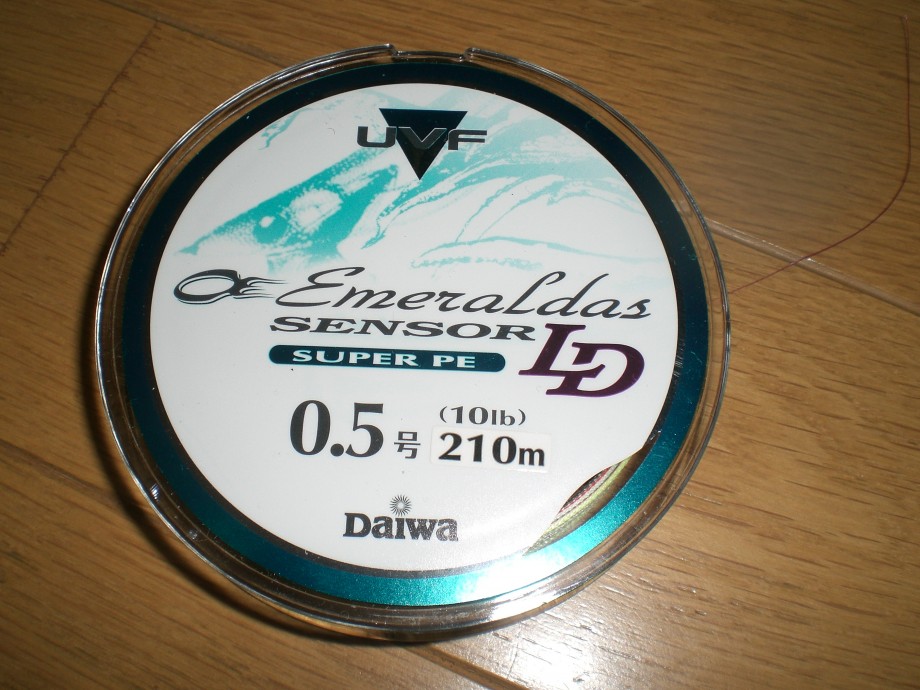 UVF
Emeraldas
SENSOR LD
SUPER PE
0.5号 (10lb) 210m
Daiwa